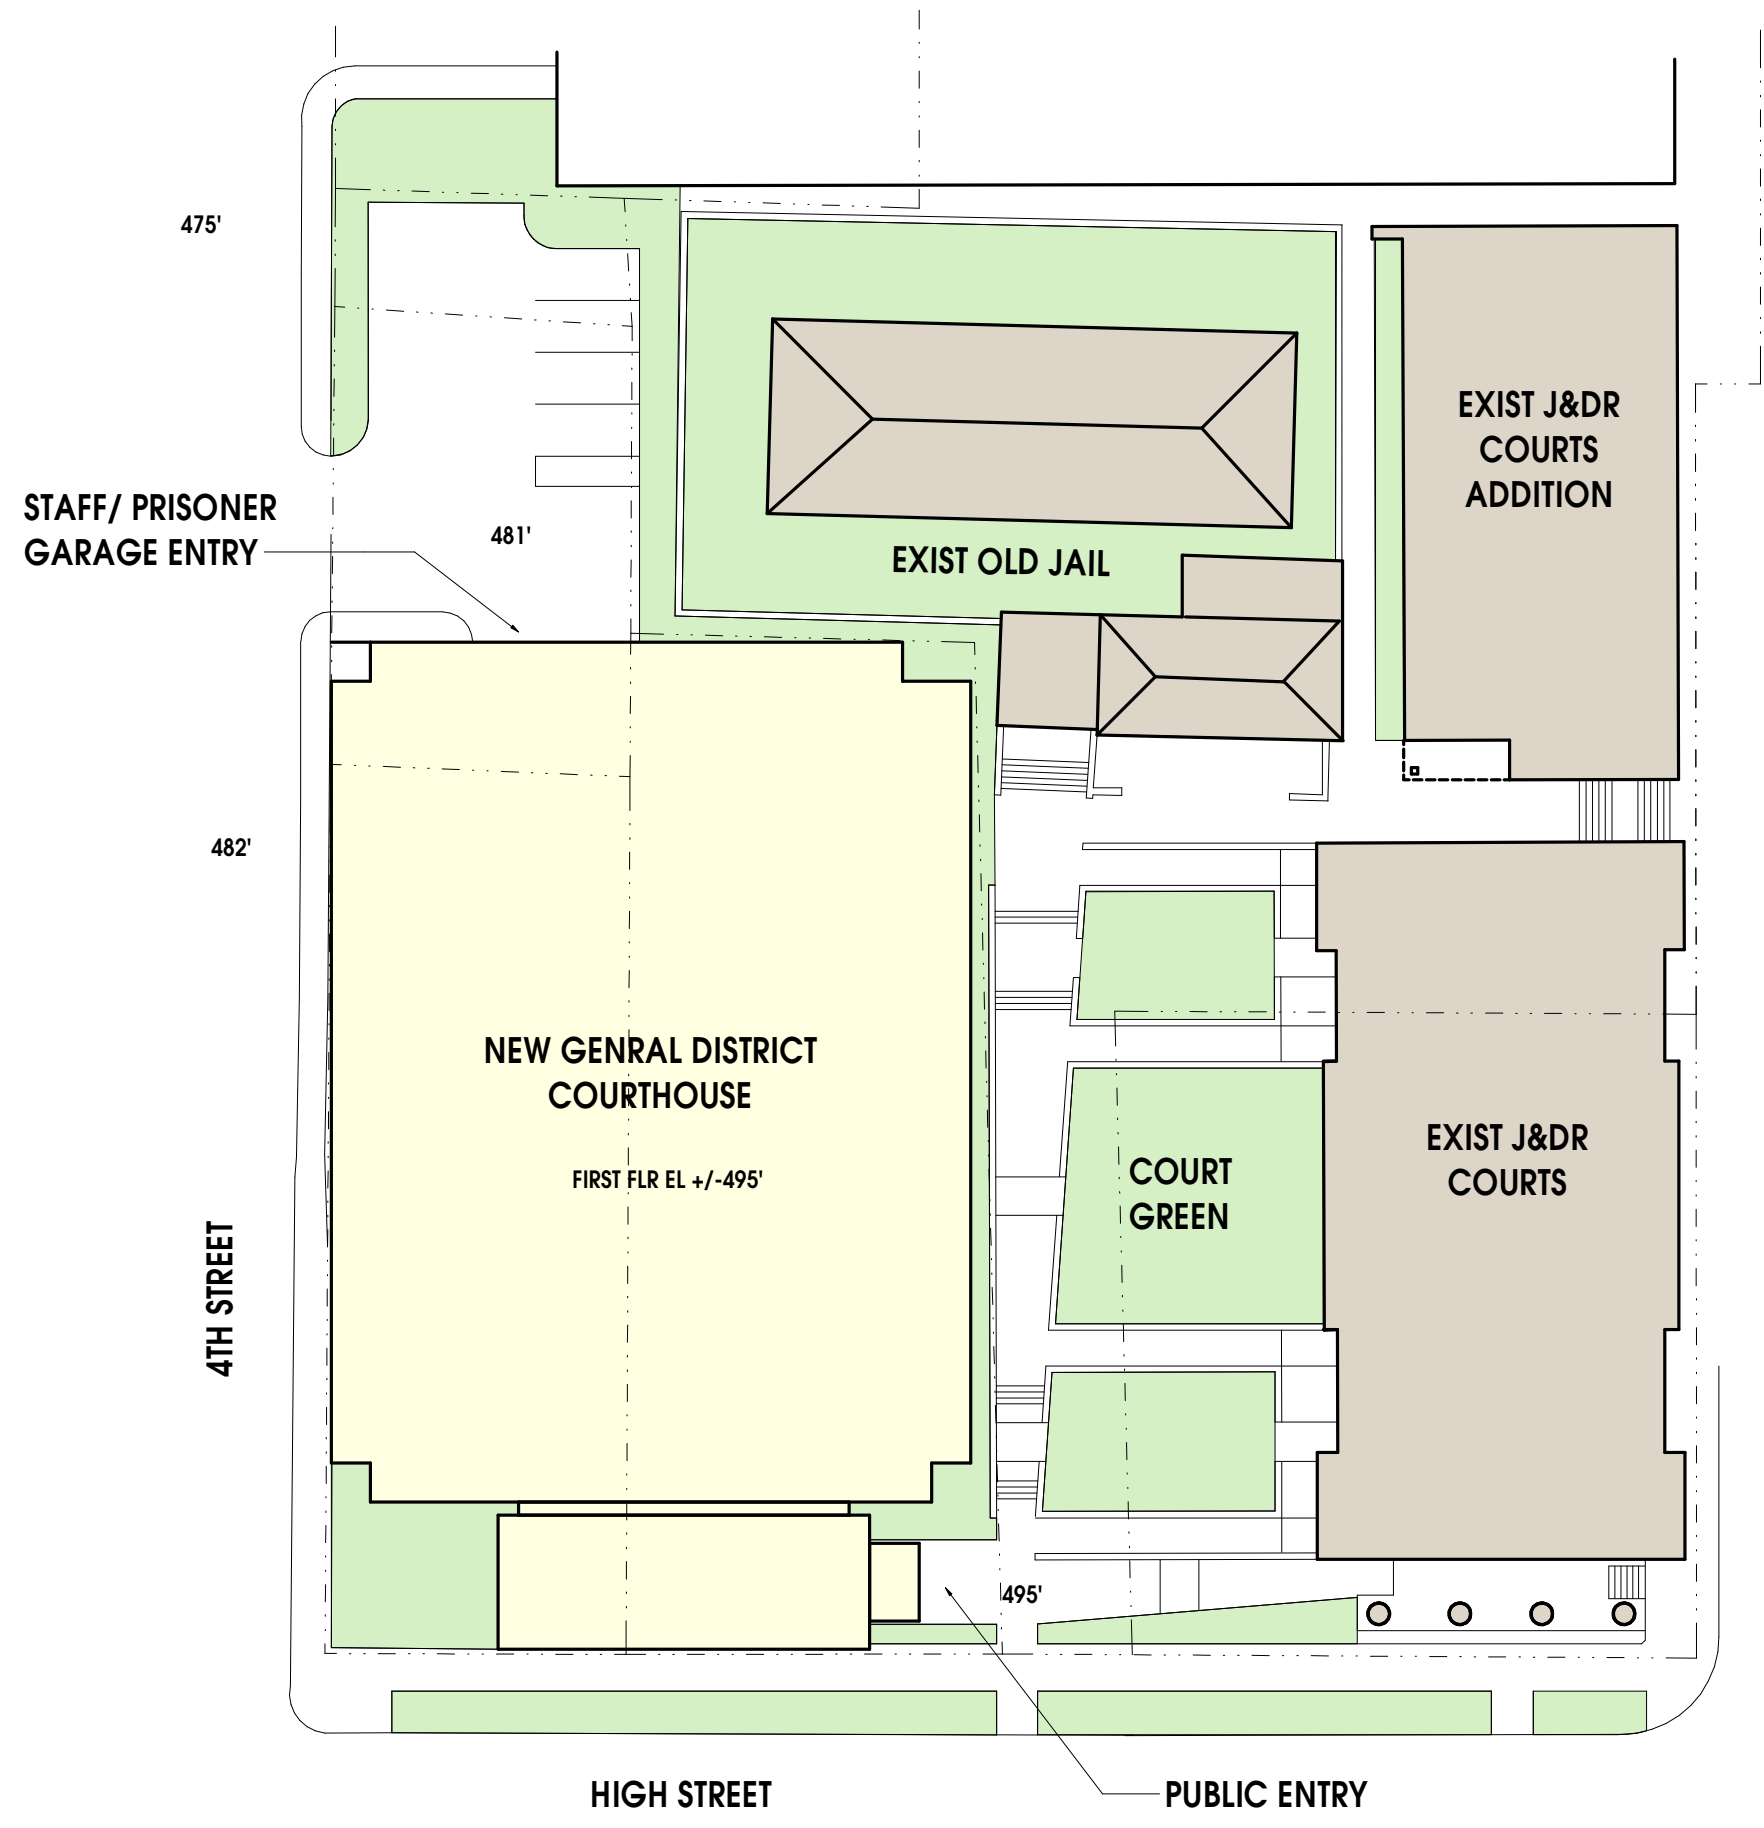 475'
EXIST J&DR
COURTS
ADDITION
STAFF/ PRISONER
GARAGE ENTRY
481'
EXIST OLD JAIL
482'
NEW GENRAL DISTRICT
COURTHOUSE
FIRST FLR EL +/-495'
COURT
GREEN
EXIST J&DR
COURTS
4TH STREET
495'
HIGH STREET
PUBLIC ENTRY